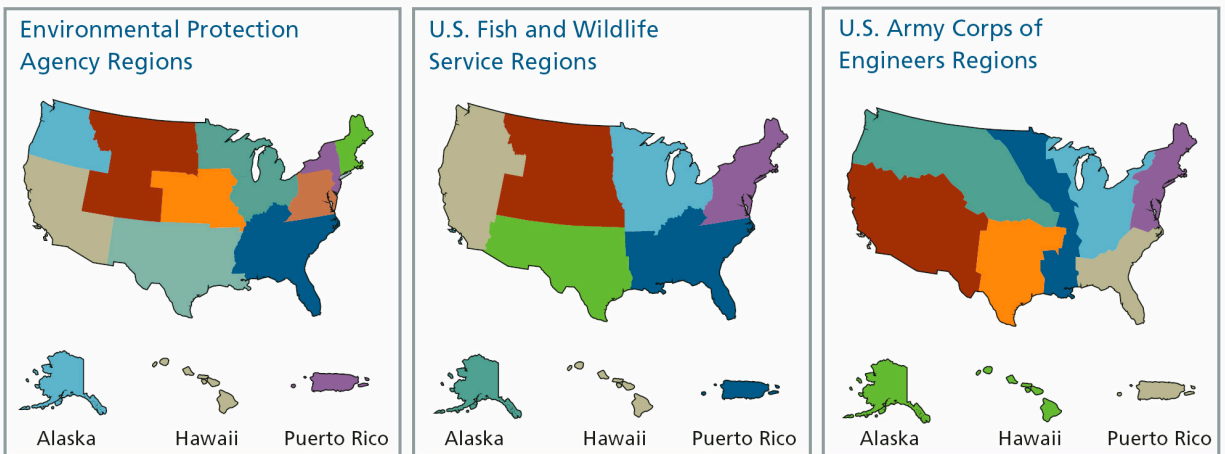 Environmental Protection
Agency Regions
Alaska
Hawaii
Puerto Rico
U.S. Fish and Wildlife
Service Regions
Alaska
Hawaii
Puerto Rico
U.S. Army Corps of
Engineers Regions
Alaska
Hawaii
Puerto Rico